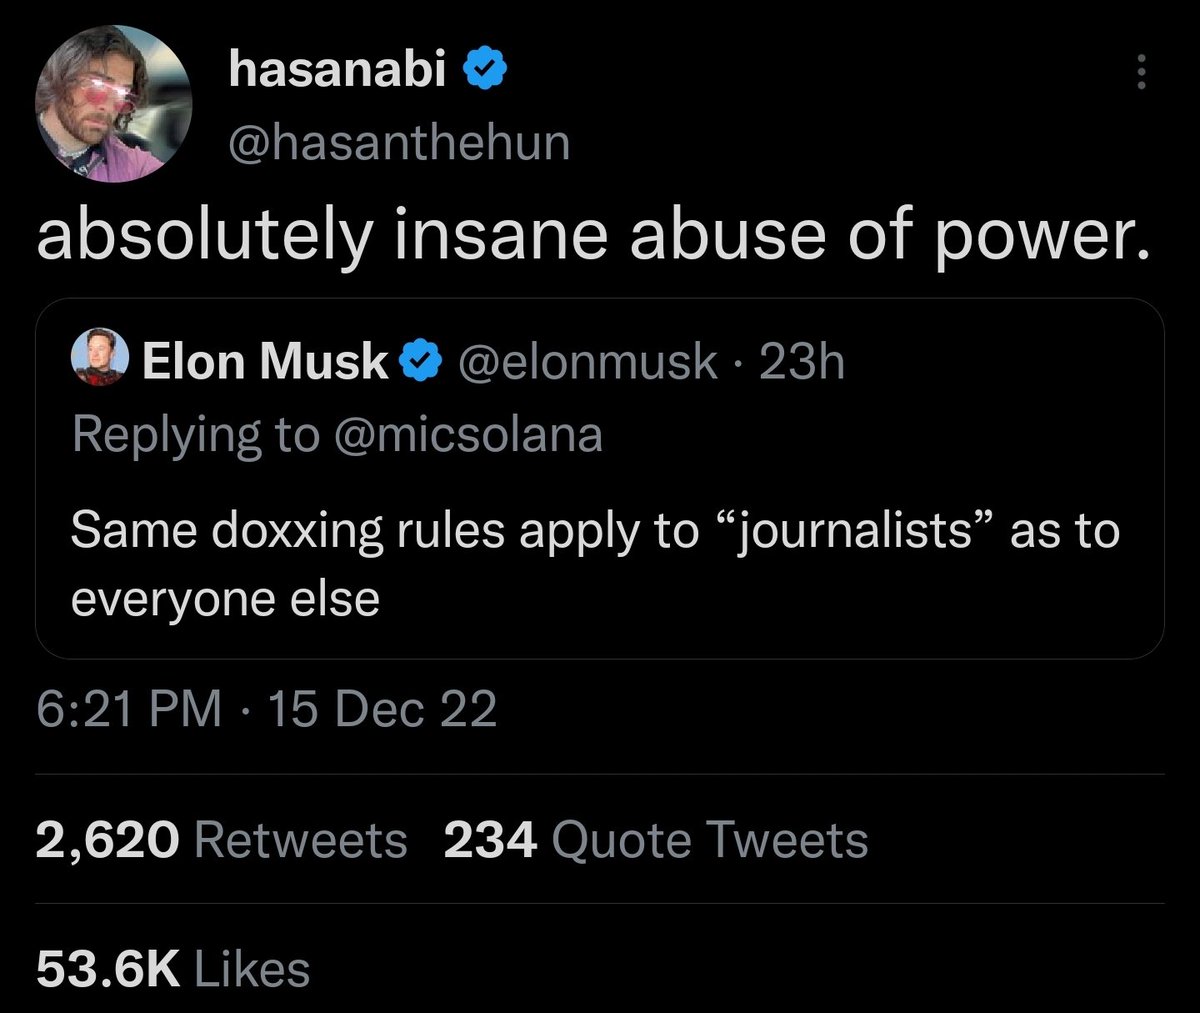 hasanabi
@hasanthehun
absolutely insane abuse of power.
Elon Musk @elonmusk · 23h
Replying to @micsolana
Same doxxing rules apply to “journalists” as to
everyone else
6:21 PM · 15 Dec 22
2,620 Retweets 234 Quote Tweets
53.6K Likes